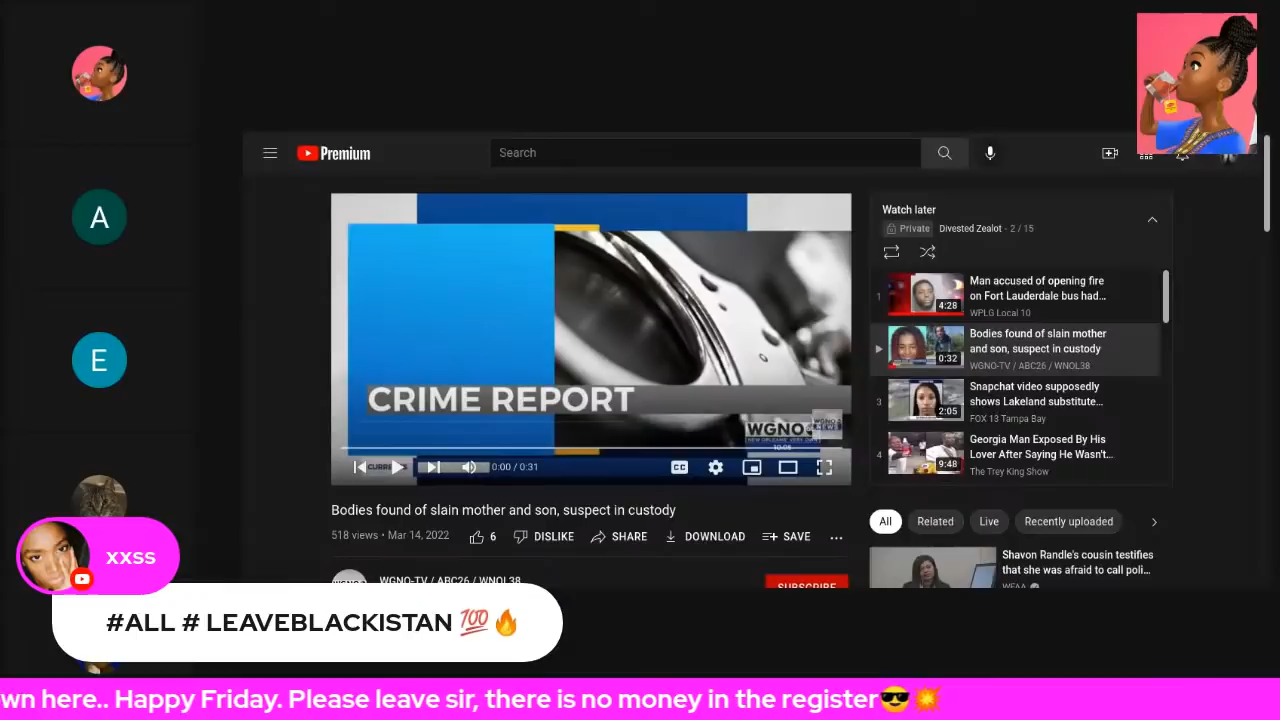 A
E
Premium
Search
CRIME REPORT
WGNO
0:00 / 0:31
CC
Bodies found of slain mother and son, suspect in custody
518 views • Mar 14, 2022
6
DISLIKE
SHARE
DOWNLOAD
SAVE
WGNO-TV / ABC26 / WNOL38
SUBSCRIBE
Watch later
Private
Divested Zealot - 2 / 15
1
4:28
Man accused of opening fire
on Fort Lauderdale bus had...
WPLG Local 10
0:32
Bodies found of slain mother
and son, suspect in custody
WGNO-TV / ABC26 / WNOL38
3
2:05
Snapchat video supposedly
shows Lakeland substitute...
FOX 13 Tampa Bay
4
9:48
Georgia Man Exposed By His
Lover After Saying He Wasn't...
The Trey King Show
All
Related
Live
Recently uploaded
Shavon Randle's cousin testifies
that she was afraid to call poli...
WFAA
xxss
#ALL # LEAVEBLACKISTAN 💯🔥
wn here.. Happy Friday. Please leave sir, there is no money in the register😎💥